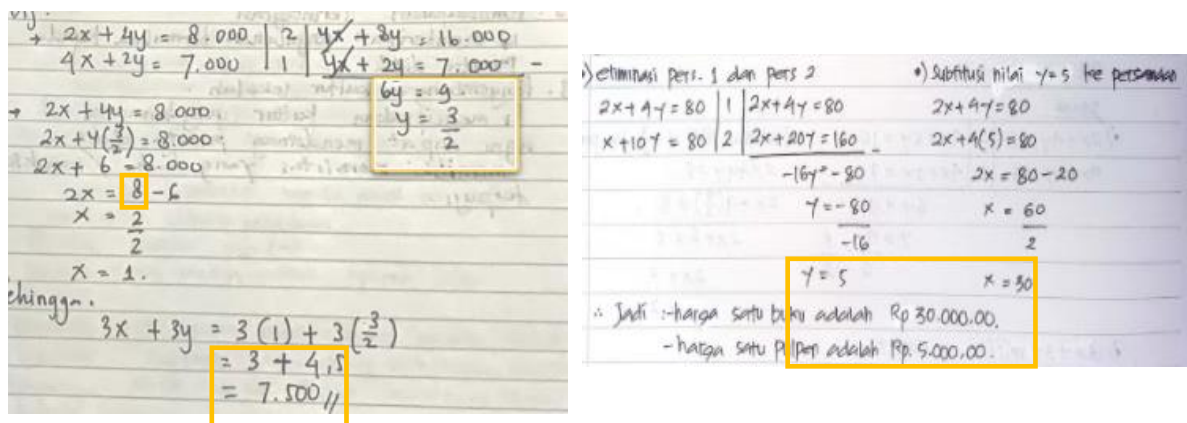 → 2x + 4y = 8.000 | 2 | 4x + 8y = 16.000
4x + 2y = 7.000 | 1 | 4x + 2y = 7.000 -
6y = 9
y = 3/2
→ 2x + 4y = 8.000
2x + 4(3/2) = 8.000
2x + 6 = 8.000
2x = 8 - 6
x = 2/2
x = 1.
ehingga.
3x + 3y = 3(1) + 3(3/2)
= 3 + 4,5
= 7.500 //
•) eliminasi pers. 1 dan pers 2
2x + 4y = 80 | 1 | 2x + 4y = 80
x + 10y = 80 | 2 | 2x + 20y = 160 -
-16y = -80
y = -80/-16
y = 5
•) Subtitusi nilai y = 5 ke persamaan
2x + 4y = 80
2x + 4(5) = 80
2x = 80 - 20
x = 60/2
x = 30
∴ Jadi :- harga satu buku adalah Rp 30.000,00.
- harga satu pulpen adalah Rp. 5.000,00.